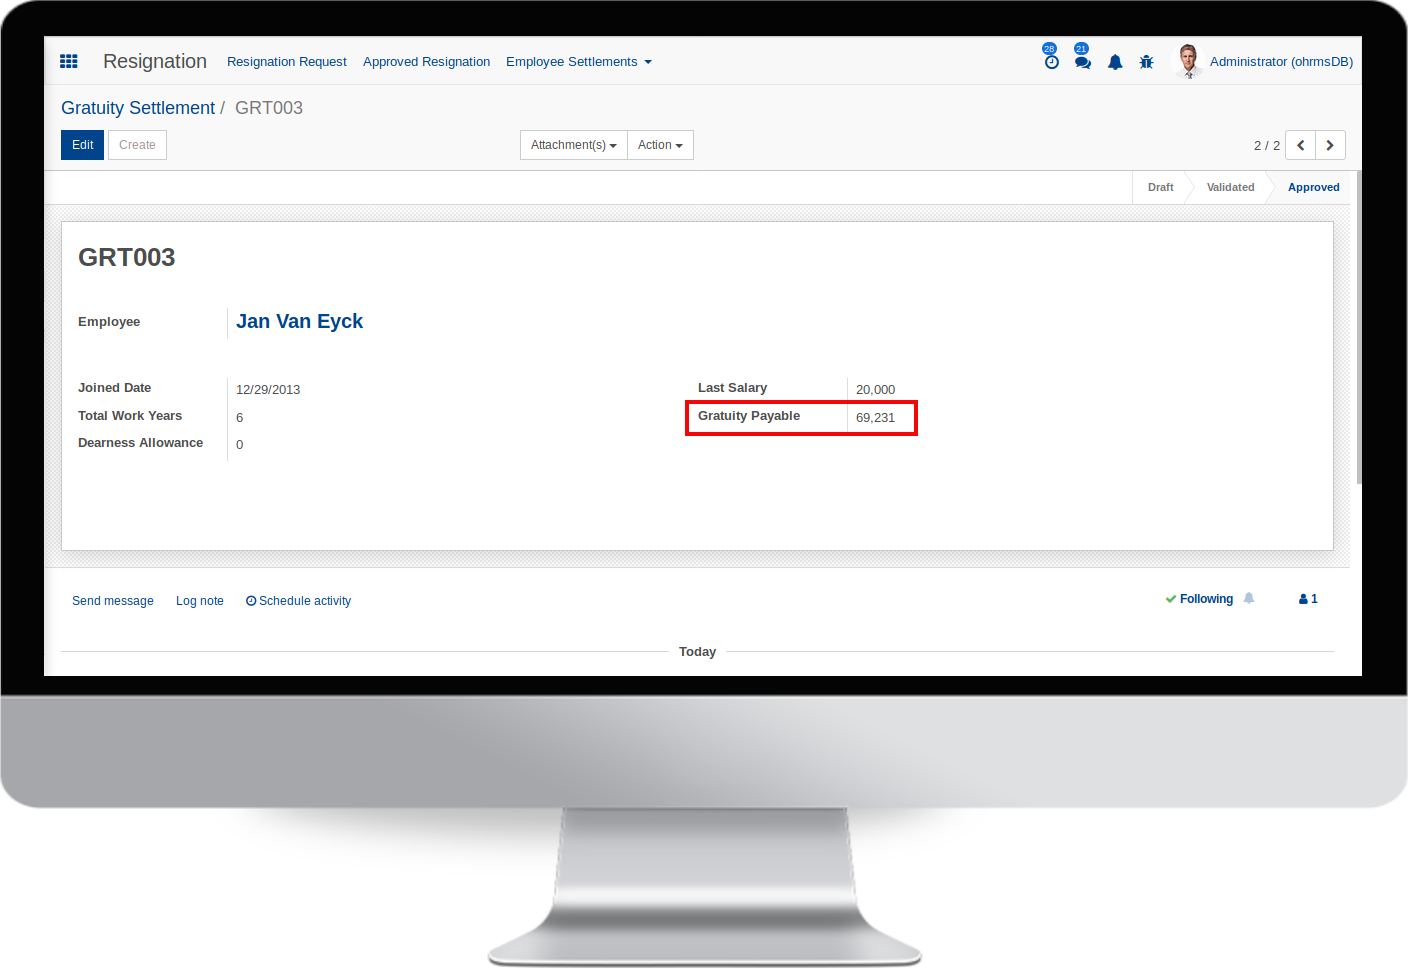 Resignation Resignation Request Approved Resignation Employee Settlements 28 21 Administrator (ohrmsDB)
Gratuity Settlement / GRT003
Edit Create Attachment(s) Action 2 / 2
Draft Validated Approved
GRT003
Employee Jan Van Eyck
Joined Date 12/29/2013 Last Salary 20,000
Total Work Years 6 Gratuity Payable 69,231
Dearness Allowance 0
Send message Log note Schedule activity Following 1
Today